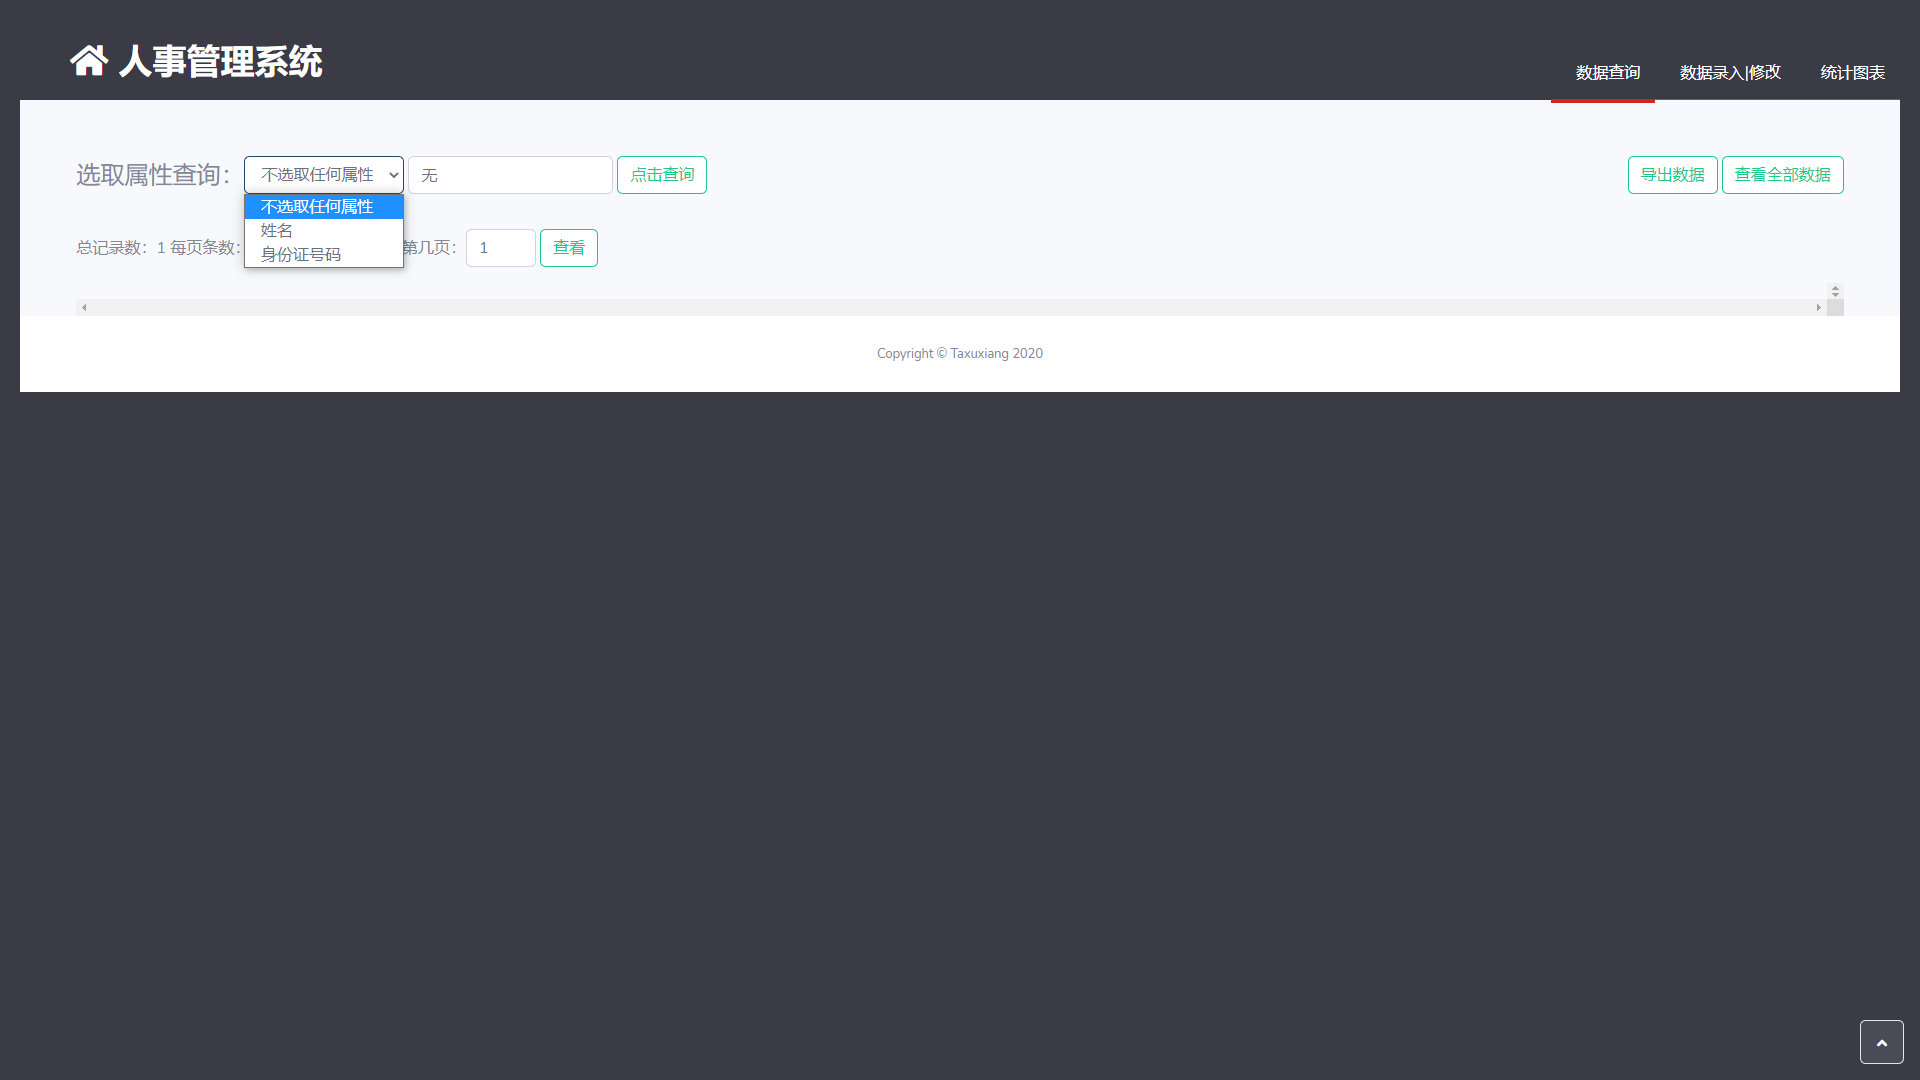 人事管理系统
数据查询 数据录入|修改 统计图表
选取属性查询： 不选取任何属性 无 点击查询 导出数据 查看全部数据
不选取任何属性
姓名
身份证号码
总记录数：1 每页条数： 第几页： 1 查看
Copyright © Taxuxiang 2020